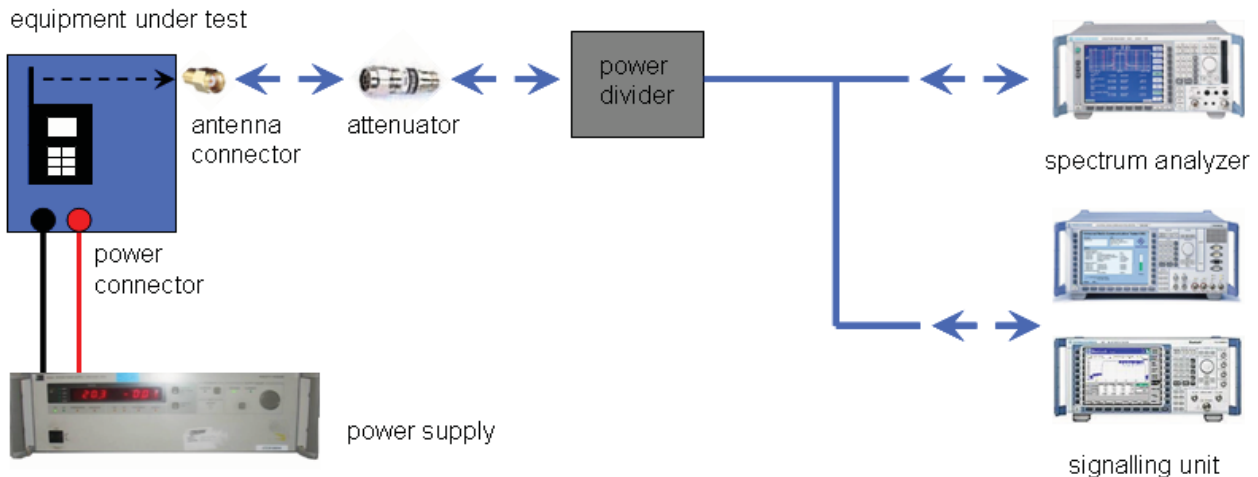 equipment under test
power
divider
antenna
connector
attenuator
spectrum analyzer
power
connector
power supply
signalling unit